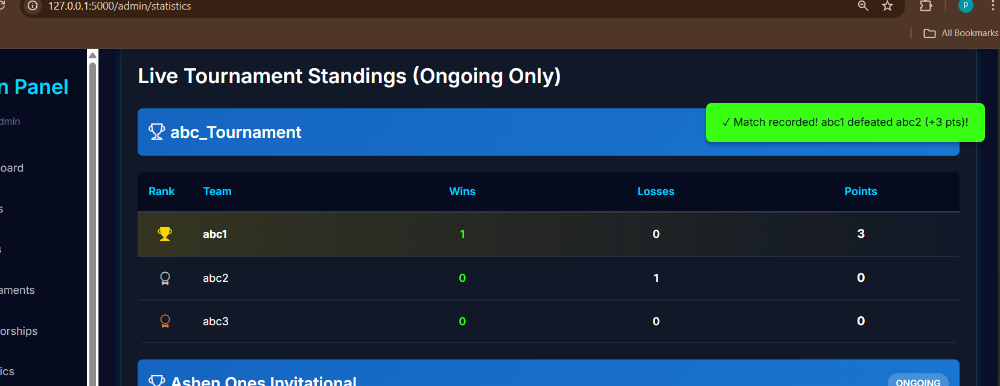 127.0.0.1:5000/admin/statistics
p
All Bookmarks
n Panel
dmin
oard
s
s
aments
orships
ics
Live Tournament Standings (Ongoing Only)
abc_Tournament
✓ Match recorded! abc1 defeated abc2 (+3 pts)!
Rank Team Wins Losses Points
abc1 1 0 3
abc2 0 1 0
abc3 0 0 0
Ashen Ones Invitational
ONGOING